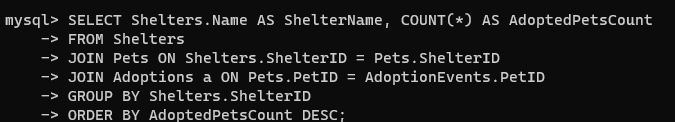 mysql> SELECT Shelters.Name AS ShelterName, COUNT(*) AS AdoptedPetsCount
-> FROM Shelters
-> JOIN Pets ON Shelters.ShelterID = Pets.ShelterID
-> JOIN Adoptions a ON Pets.PetID = AdoptionEvents.PetID
-> GROUP BY Shelters.ShelterID
-> ORDER BY AdoptedPetsCount DESC;